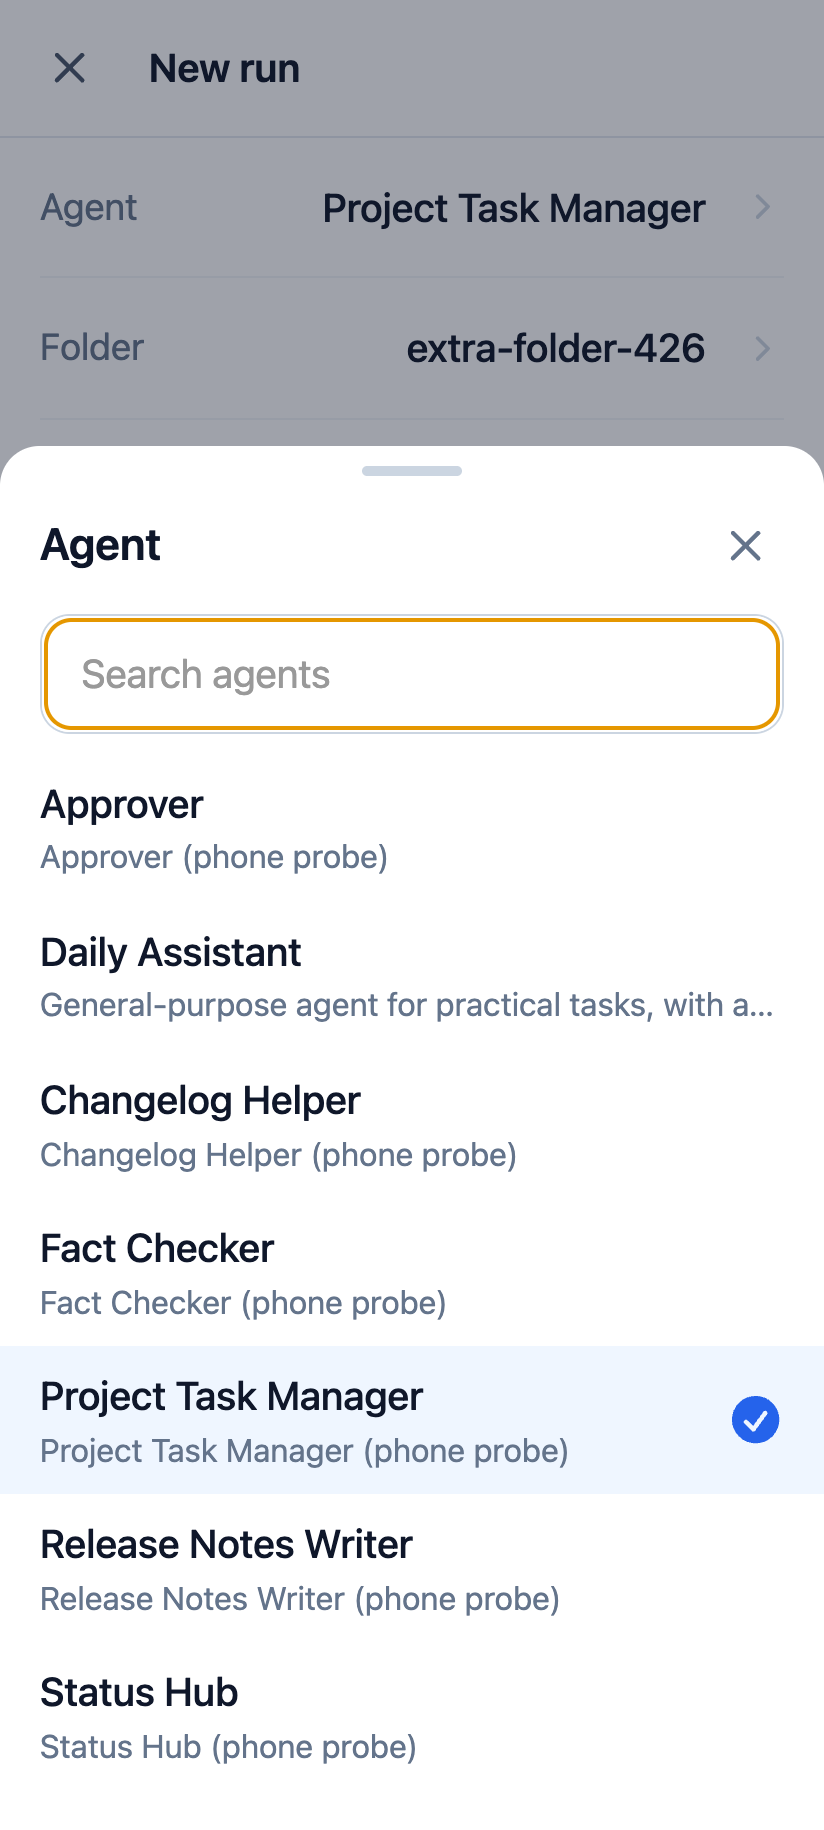 New run
Agent
Project Task Manager
Folder
extra-folder-426
Agent
Search agents
Approver
Approver (phone probe)
Daily Assistant
General-purpose agent for practical tasks, with a...
Changelog Helper
Changelog Helper (phone probe)
Fact Checker
Fact Checker (phone probe)
Project Task Manager
Project Task Manager (phone probe)
Release Notes Writer
Release Notes Writer (phone probe)
Status Hub
Status Hub (phone probe)